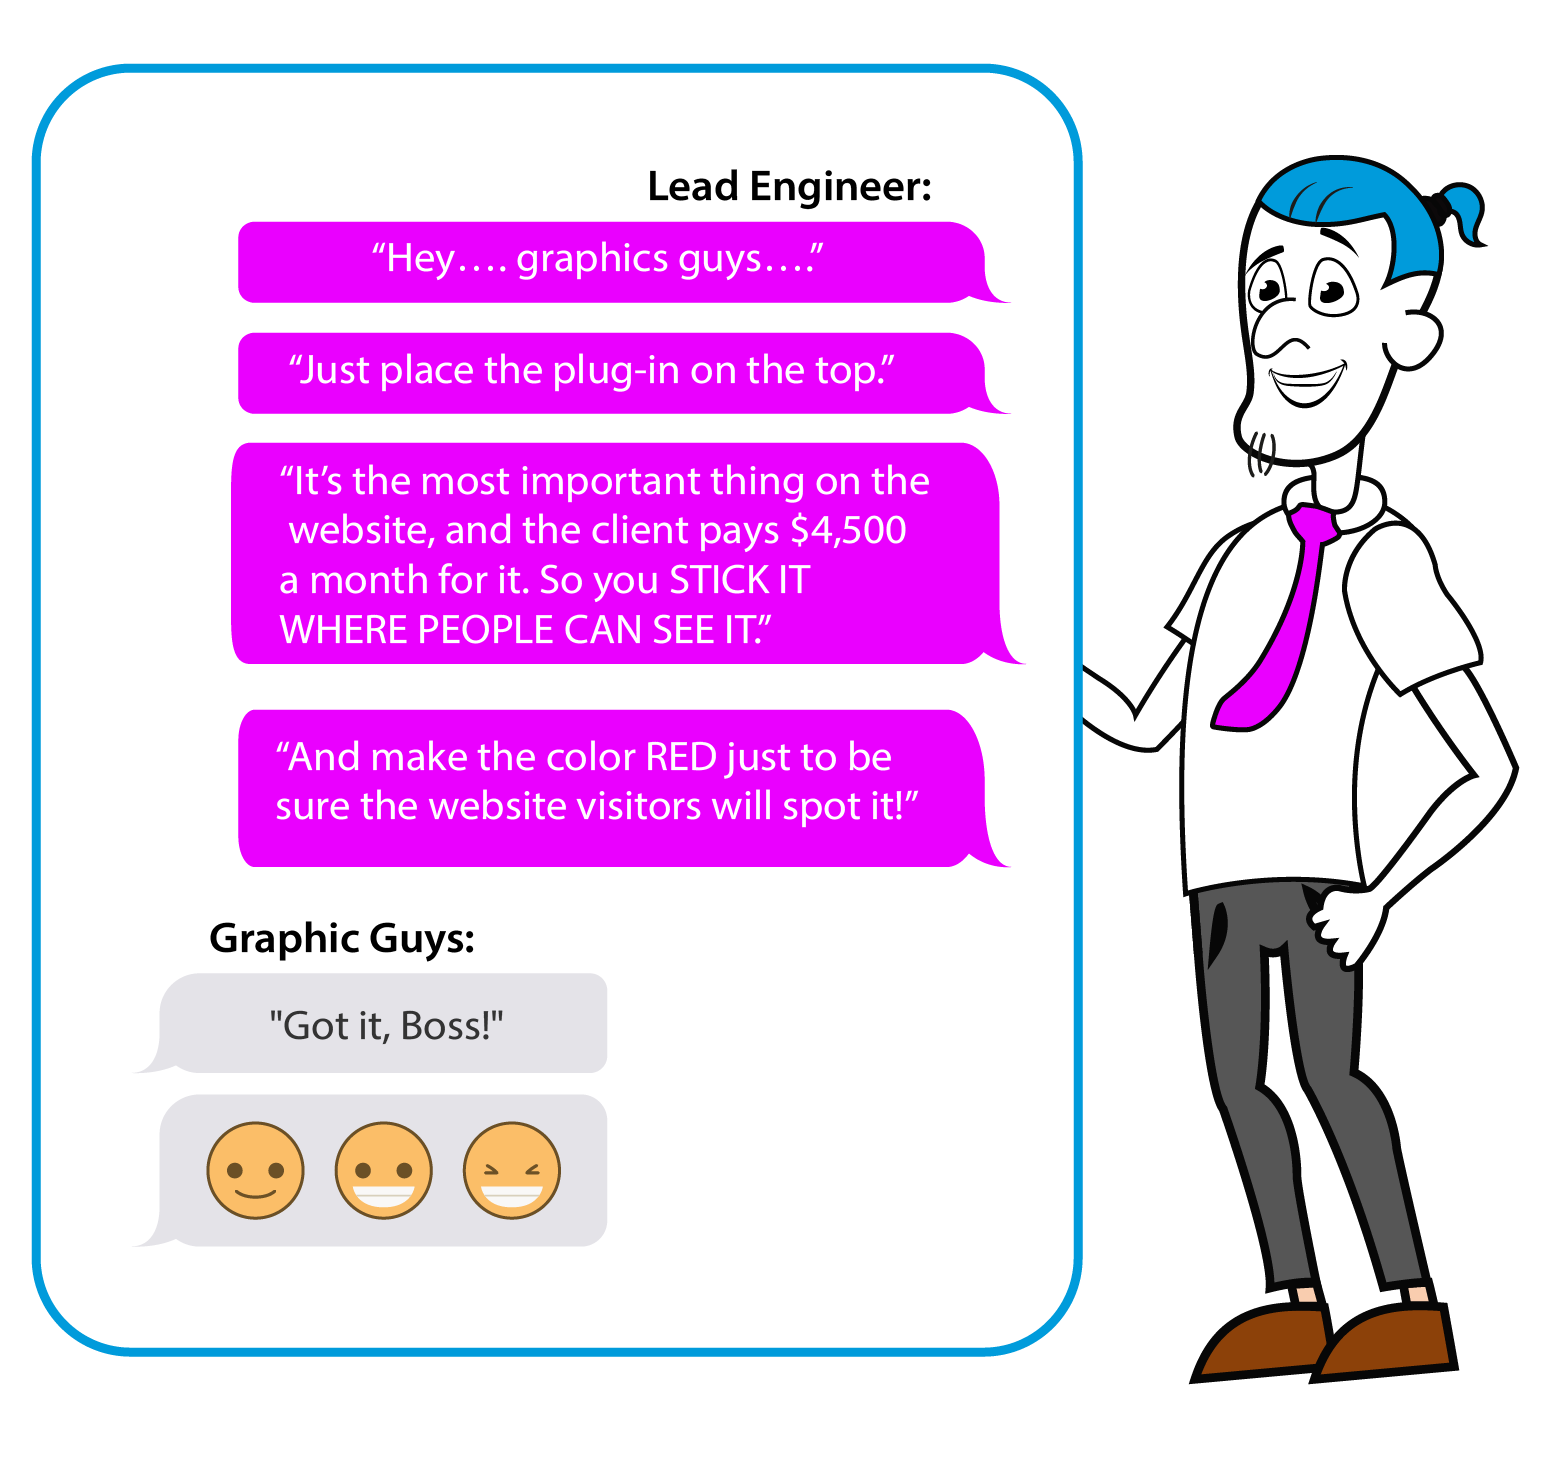 Lead Engineer:
“Hey…. graphics guys….”
“Just place the plug-in on the top.”
“It’s the most important thing on the
website, and the client pays $4,500
a month for it. So you STICK IT
WHERE PEOPLE CAN SEE IT.”
“And make the color RED just to be
sure the website visitors will spot it!”
Graphic Guys:
"Got it, Boss!"